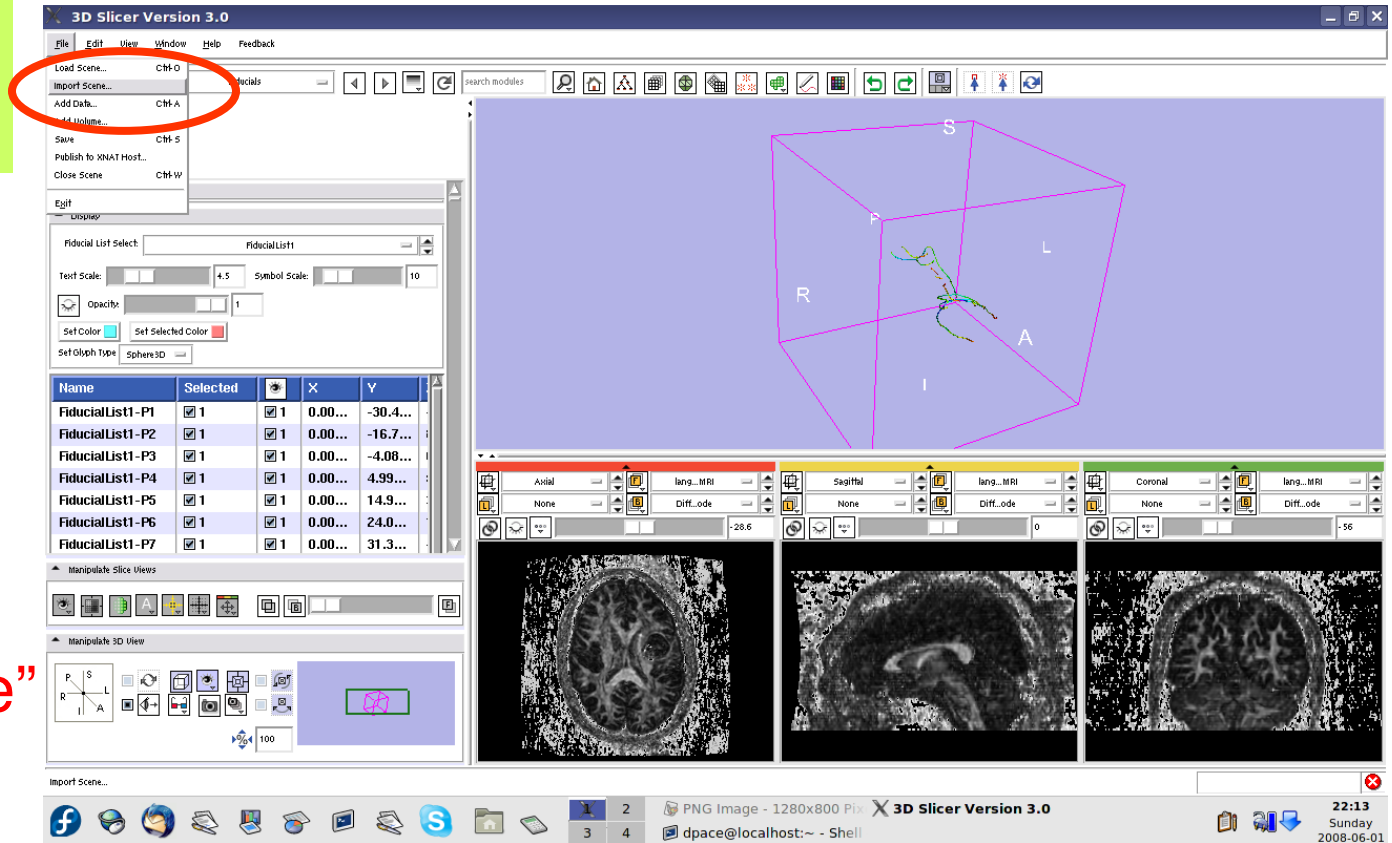 3D Slicer Version 3.0
File Edit View Window Help Feedback
Load Scene... Ctrl-O
Import Scene...
Add Data... Ctrl-A
Add Volume...
Save Ctrl-S
Publish to XNAT Host...
Close Scene Ctrl-W
Exit
search modules
Display
Fiducial List Select: FiducialList1
Text Scale: 4.5 Symbol Scale: 10
Opacity: 1
Set Color Set Selected Color
Set Glyph Type Sphere3D
Name Selected X Y
FiducialList1-P1 1 1 0.00... -30.4...
FiducialList1-P2 1 1 0.00... -16.7...
FiducialList1-P3 1 1 0.00... -4.08...
FiducialList1-P4 1 1 0.00... 4.99...
FiducialList1-P5 1 1 0.00... 14.9...
FiducialList1-P6 1 1 0.00... 24.0...
FiducialList1-P7 1 1 0.00... 31.3...
Manipulate Slice Views
Manipulate 3D View
P S
R L
I A
% 100
e”
S
P
L
R
A
I
Axial F lang...MRI
L None B Diff...ode
-28.6
Sagittal F lang...MRI
L None B Diff...ode
0
Coronal F lang...MRI
L None B Diff...ode
-56
Import Scene...
1 2
3 4
PNG Image - 1280x800 Pix
3D Slicer Version 3.0
dpace@localhost:~ - Shell
22:13
Sunday
2008-06-01